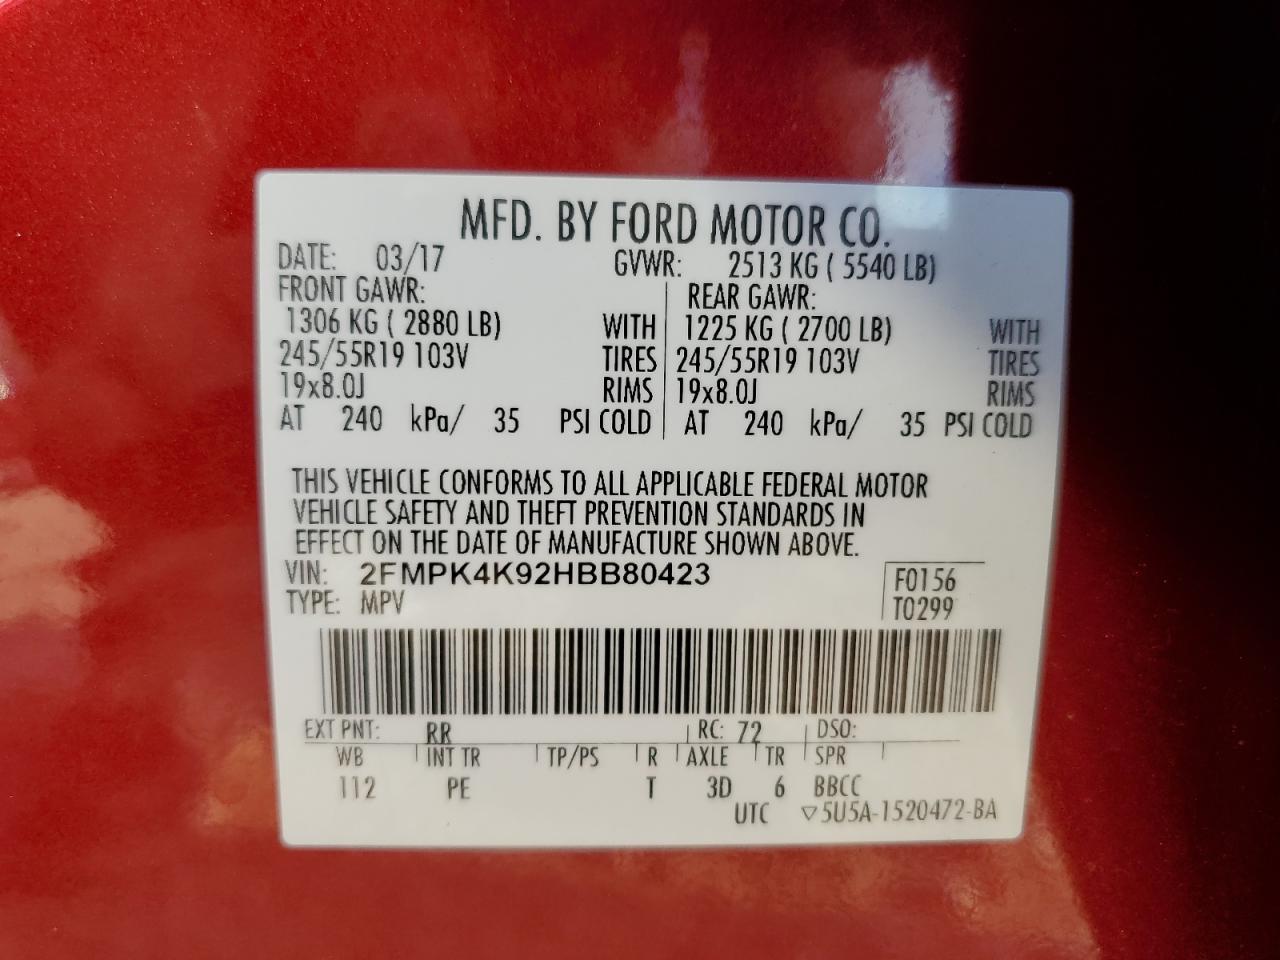 MFD. BY FORD MOTOR CO.
DATE: 03/17 GVWR: 2513 KG ( 5540 LB)
FRONT GAWR: REAR GAWR:
1306 KG ( 2880 LB) WITH 1225 KG ( 2700 LB) WITH
245/55R19 103V TIRES 245/55R19 103V TIRES
19x8.0J RIMS 19x8.0J RIMS
AT 240 kPa/ 35 PSI COLD AT 240 kPa/ 35 PSI COLD
THIS VEHICLE CONFORMS TO ALL APPLICABLE FEDERAL MOTOR
VEHICLE SAFETY AND THEFT PREVENTION STANDARDS IN
EFFECT ON THE DATE OF MANUFACTURE SHOWN ABOVE.
VIN: 2FMPK4K92HBB80423 F0156
TYPE: MPV T0299
EXT PNT: RR RC: 72 DSO:
WB INT TR TP/PS R AXLE TR SPR
112 PE T 3D 6 BBCC
UTC ▽5U5A-1520472-BA